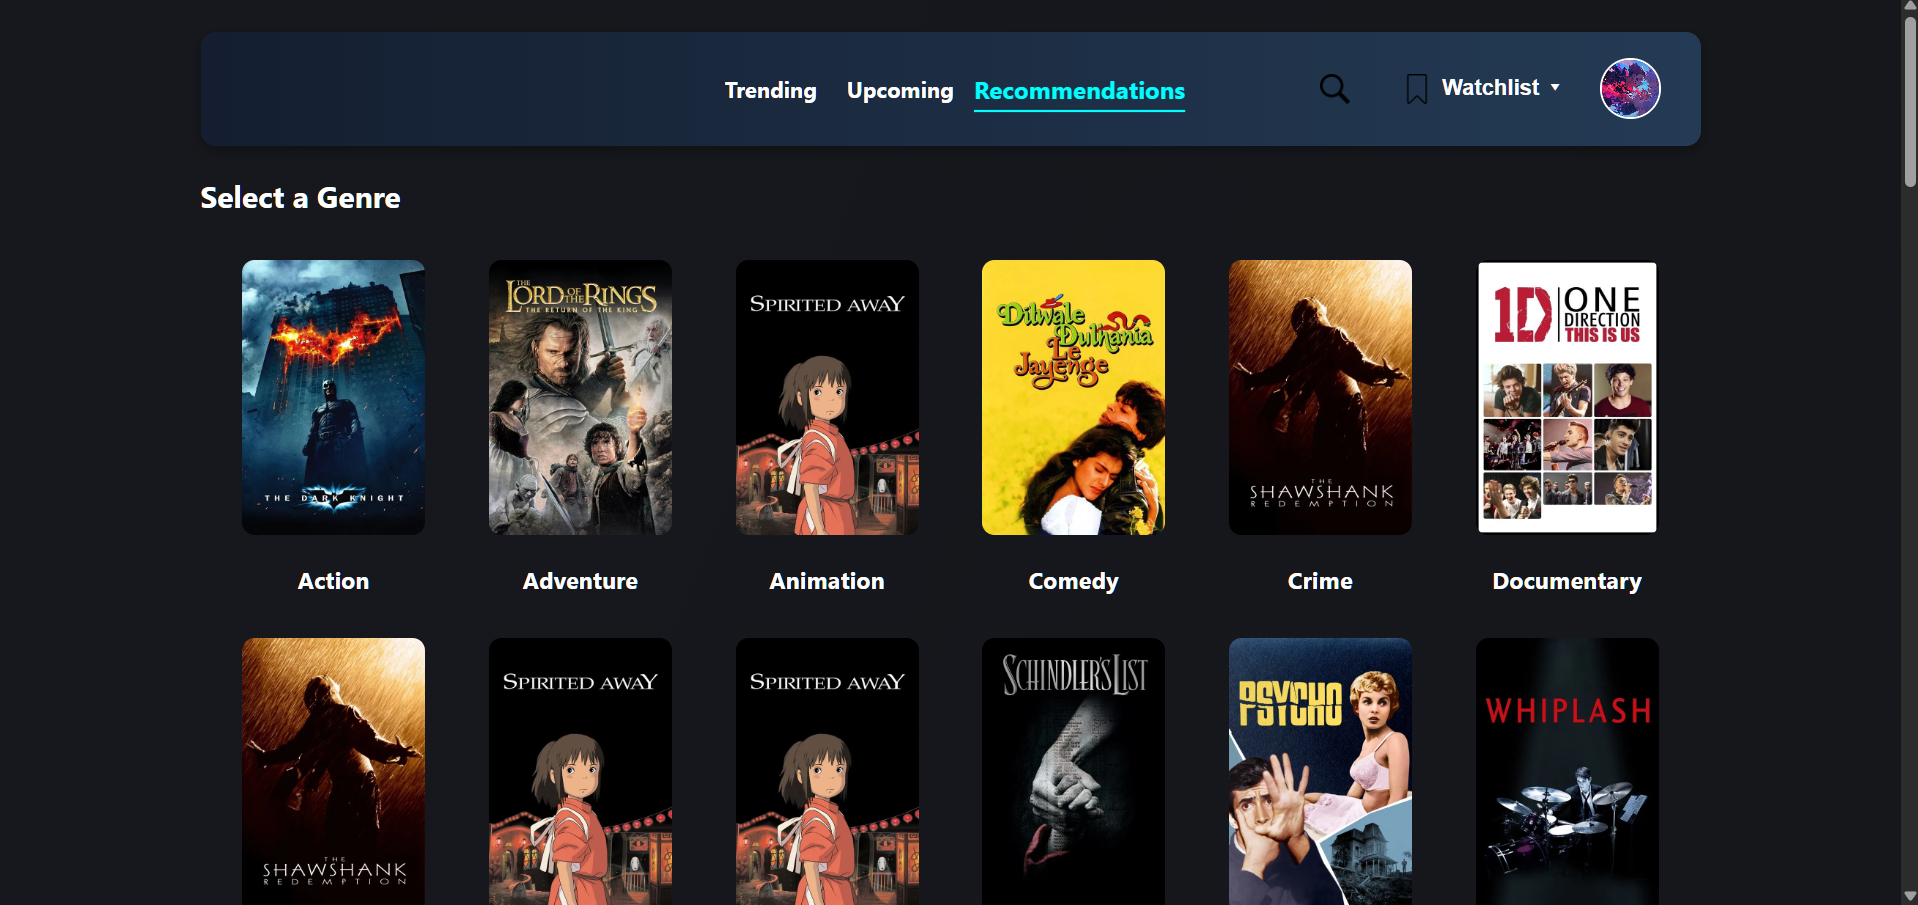 Trending Upcoming Recommendations Watchlist
Select a Genre
THE DARK KNIGHT
THE LORD OF THE RINGS
THE RETURN OF THE KING
SPIRITED AWAY
Dilwale
Dulhania
Le
Jayenge
THE
SHAWSHANK
REDEMPTION
1D ONE
DIRECTION
THIS IS US
Action
Adventure
Animation
Comedy
Crime
Documentary
THE
SHAWSHANK
REDEMPTION
SPIRITED AWAY
SPIRITED AWAY
SCHINDLER'S LIST
PSYCHO
WHIPLASH